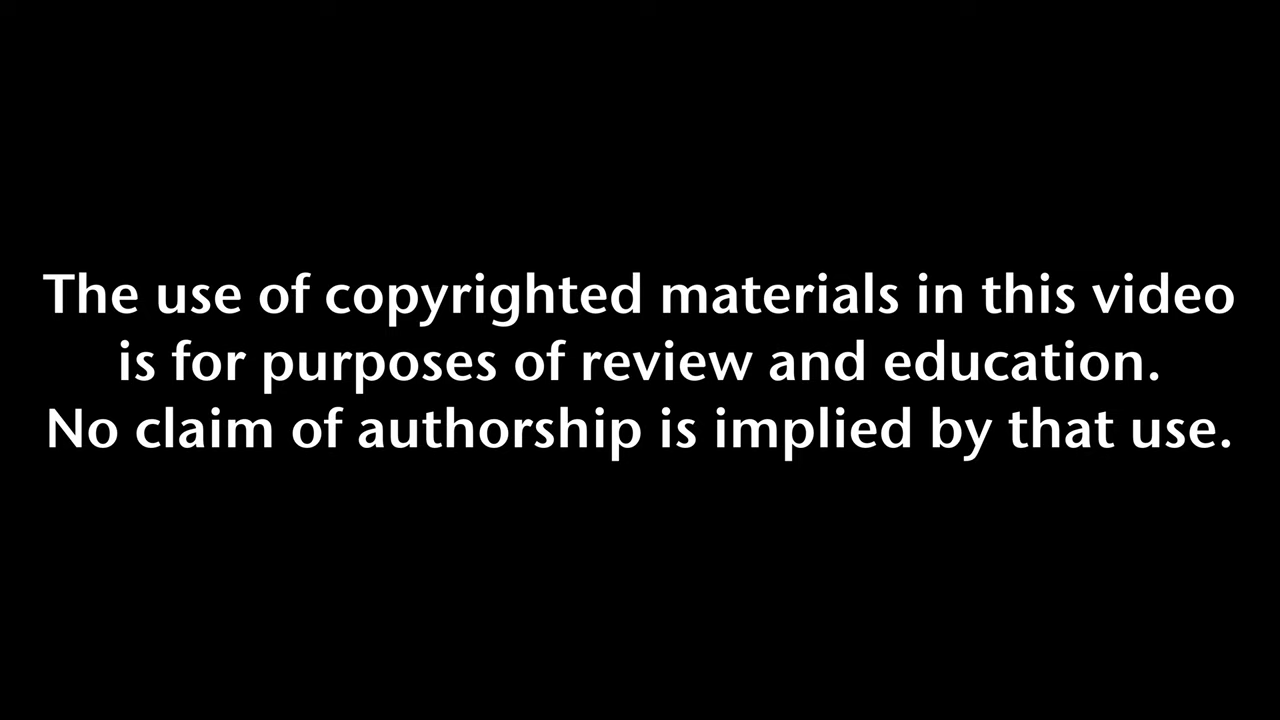 The use of copyrighted materials in this video
is for purposes of review and education.
No claim of authorship is implied by that use.